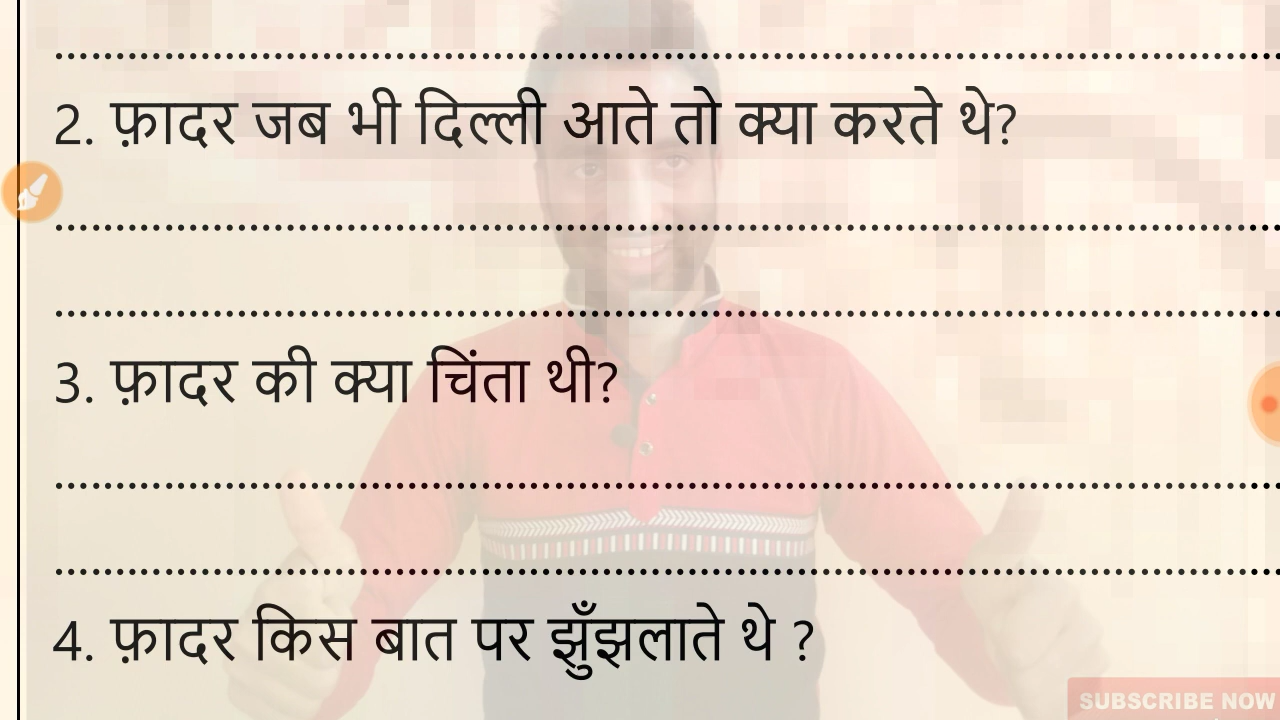 2. फ़ादर जब भी दिल्ली आते तो क्या करते थे?
3. फ़ादर की क्या चिंता थी?
4. फ़ादर किस बात पर झुँझलाते थे ?
SUBSCRIBE NOW